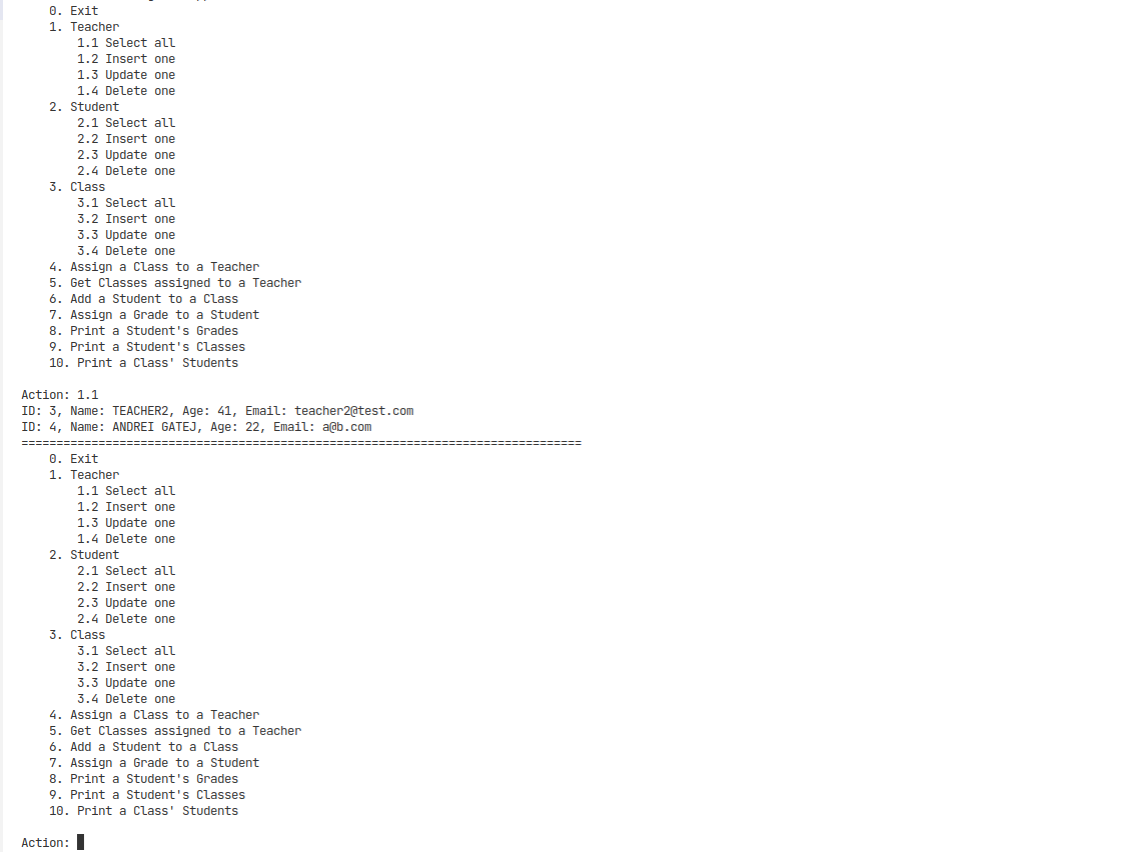 0. Exit
1. Teacher
1.1 Select all
1.2 Insert one
1.3 Update one
1.4 Delete one
2. Student
2.1 Select all
2.2 Insert one
2.3 Update one
2.4 Delete one
3. Class
3.1 Select all
3.2 Insert one
3.3 Update one
3.4 Delete one
4. Assign a Class to a Teacher
5. Get Classes assigned to a Teacher
6. Add a Student to a Class
7. Assign a Grade to a Student
8. Print a Student's Grades
9. Print a Student's Classes
10. Print a Class' Students
Action: 1.1
ID: 3, Name: TEACHER2, Age: 41, Email: teacher2@test.com
ID: 4, Name: ANDREI GATEJ, Age: 22, Email: a@b.com
================================================================================
0. Exit
1. Teacher
1.1 Select all
1.2 Insert one
1.3 Update one
1.4 Delete one
2. Student
2.1 Select all
2.2 Insert one
2.3 Update one
2.4 Delete one
3. Class
3.1 Select all
3.2 Insert one
3.3 Update one
3.4 Delete one
4. Assign a Class to a Teacher
5. Get Classes assigned to a Teacher
6. Add a Student to a Class
7. Assign a Grade to a Student
8. Print a Student's Grades
9. Print a Student's Classes
10. Print a Class' Students
Action: